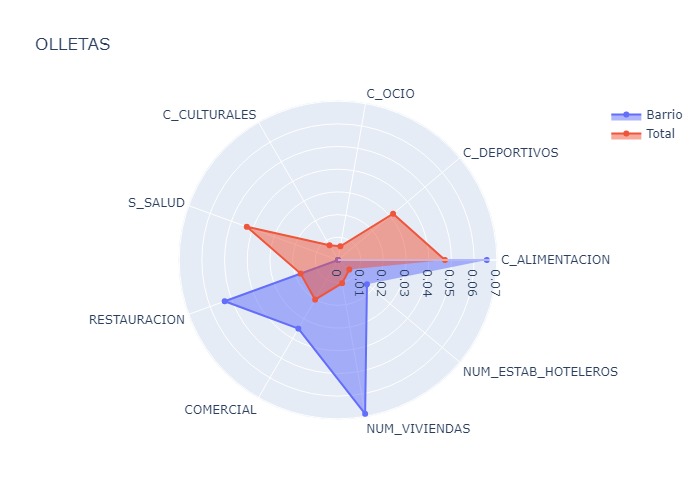 OLLETAS
C_OCIO
C_CULTURALES
Barrio
Total
C_DEPORTIVOS
S_SALUD
C_ALIMENTACION
0
0.01
0.02
0.03
0.04
0.05
0.06
0.07
RESTAURACION
NUM_ESTAB_HOTELEROS
COMERCIAL
NUM_VIVIENDAS